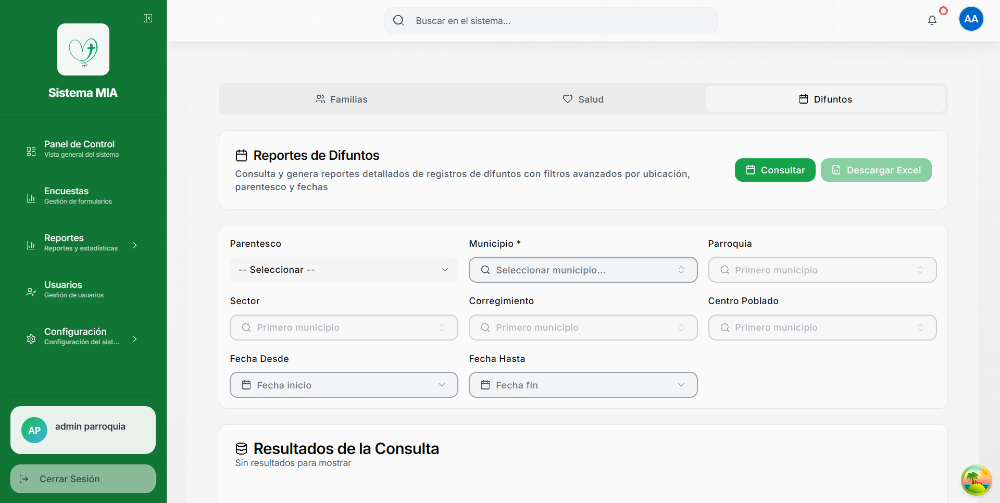 Sistema MIA
Panel de Control
Vista general del sistema
Encuestas
Gestión de formularios
Reportes
Reportes y estadísticas
Usuarios
Gestión de usuarios
Configuración
Configuración del sist...
AP
admin parroquia
Cerrar Sesión
Buscar en el sistema...
AA
Familias
Salud
Difuntos
Reportes de Difuntos
Consulta y genera reportes detallados de registros de difuntos con filtros avanzados por ubicación,
parentesco y fechas
Consultar
Descargar Excel
Parentesco
Municipio *
Parroquia
-- Seleccionar --
Seleccionar municipio...
Primero municipio
Sector
Corregimiento
Centro Poblado
Primero municipio
Primero municipio
Primero municipio
Fecha Desde
Fecha Hasta
Fecha inicio
Fecha fin
Resultados de la Consulta
Sin resultados para mostrar